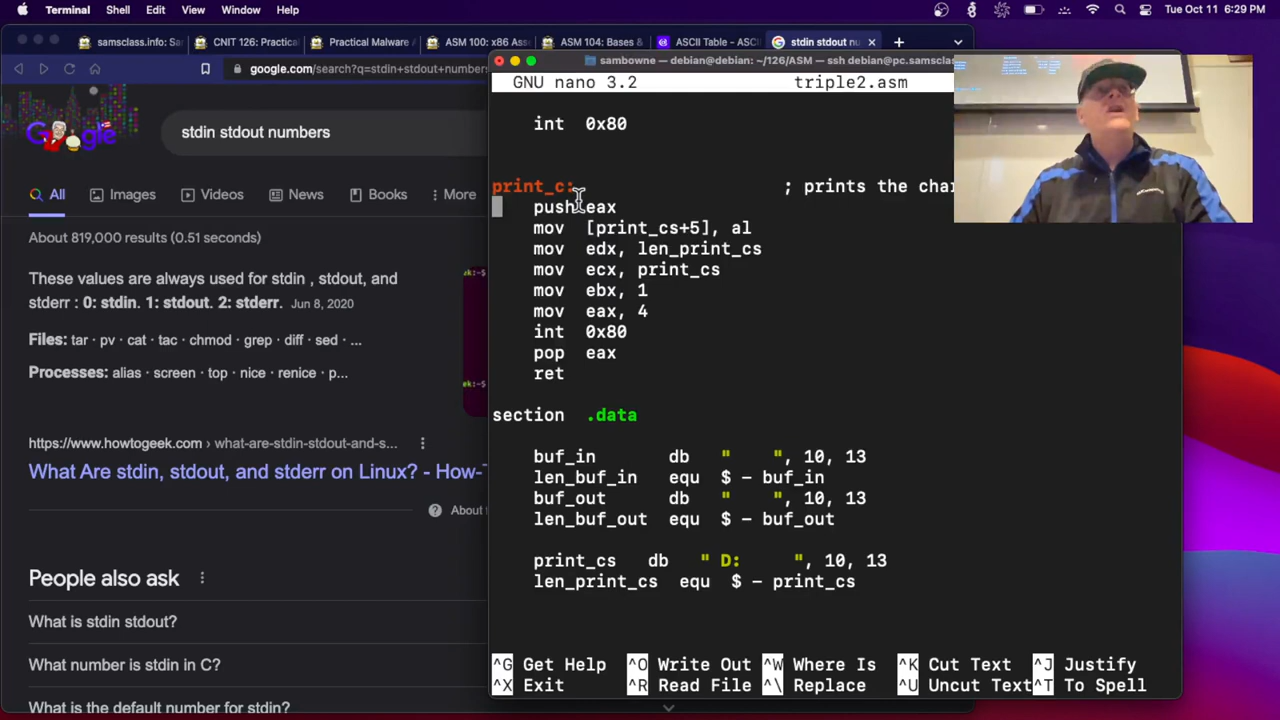 Terminal Shell Edit View Window Help Tue Oct 11 6:29 PM
samsclass.info: Sa
CNIT 126: Practical
Practical Malware A
ASM 100: x86 Asse
ASM 104: Bases &
ASCII Table - ASC
stdin stdout nu
google.com/search?q=stdin+stdout+numbers
sambowne — debian@debian: ~/126/ASM — ssh debian@pc.samsclass
GNU nano 3.2 triple2.asm
stdin stdout numbers
All Images Videos News Books More
About 819,000 results (0.51 seconds)
These values are always used for stdin , stdout, and
stderr : 0: stdin. 1: stdout. 2: stderr. Jun 8, 2020
Files: tar · pv · cat · tac · chmod · grep · diff · sed · ...
Processes: alias · screen · top · nice · renice · p...
https://www.howtogeek.com › what-are-stdin-stdout-and-s...
What Are stdin, stdout, and stderr on Linux? - How-T
About
People also ask
What is stdin stdout?
What number is stdin in C?
What is the default number for stdin?
int 0x80
print_c: ; prints the char
push eax
mov [print_cs+5], al
mov edx, len_print_cs
mov ecx, print_cs
mov ebx, 1
mov eax, 4
int 0x80
pop eax
ret
section .data
buf_in db "    ", 10, 13
len_buf_in equ $ - buf_in
buf_out db "    ", 10, 13
len_buf_out equ $ - buf_out
print_cs db " D:     ", 10, 13
len_print_cs equ $ - print_cs
^G Get Help ^O Write Out ^W Where Is ^K Cut Text ^J Justify
^X Exit ^R Read File ^\ Replace ^U Uncut Text ^T To Spell